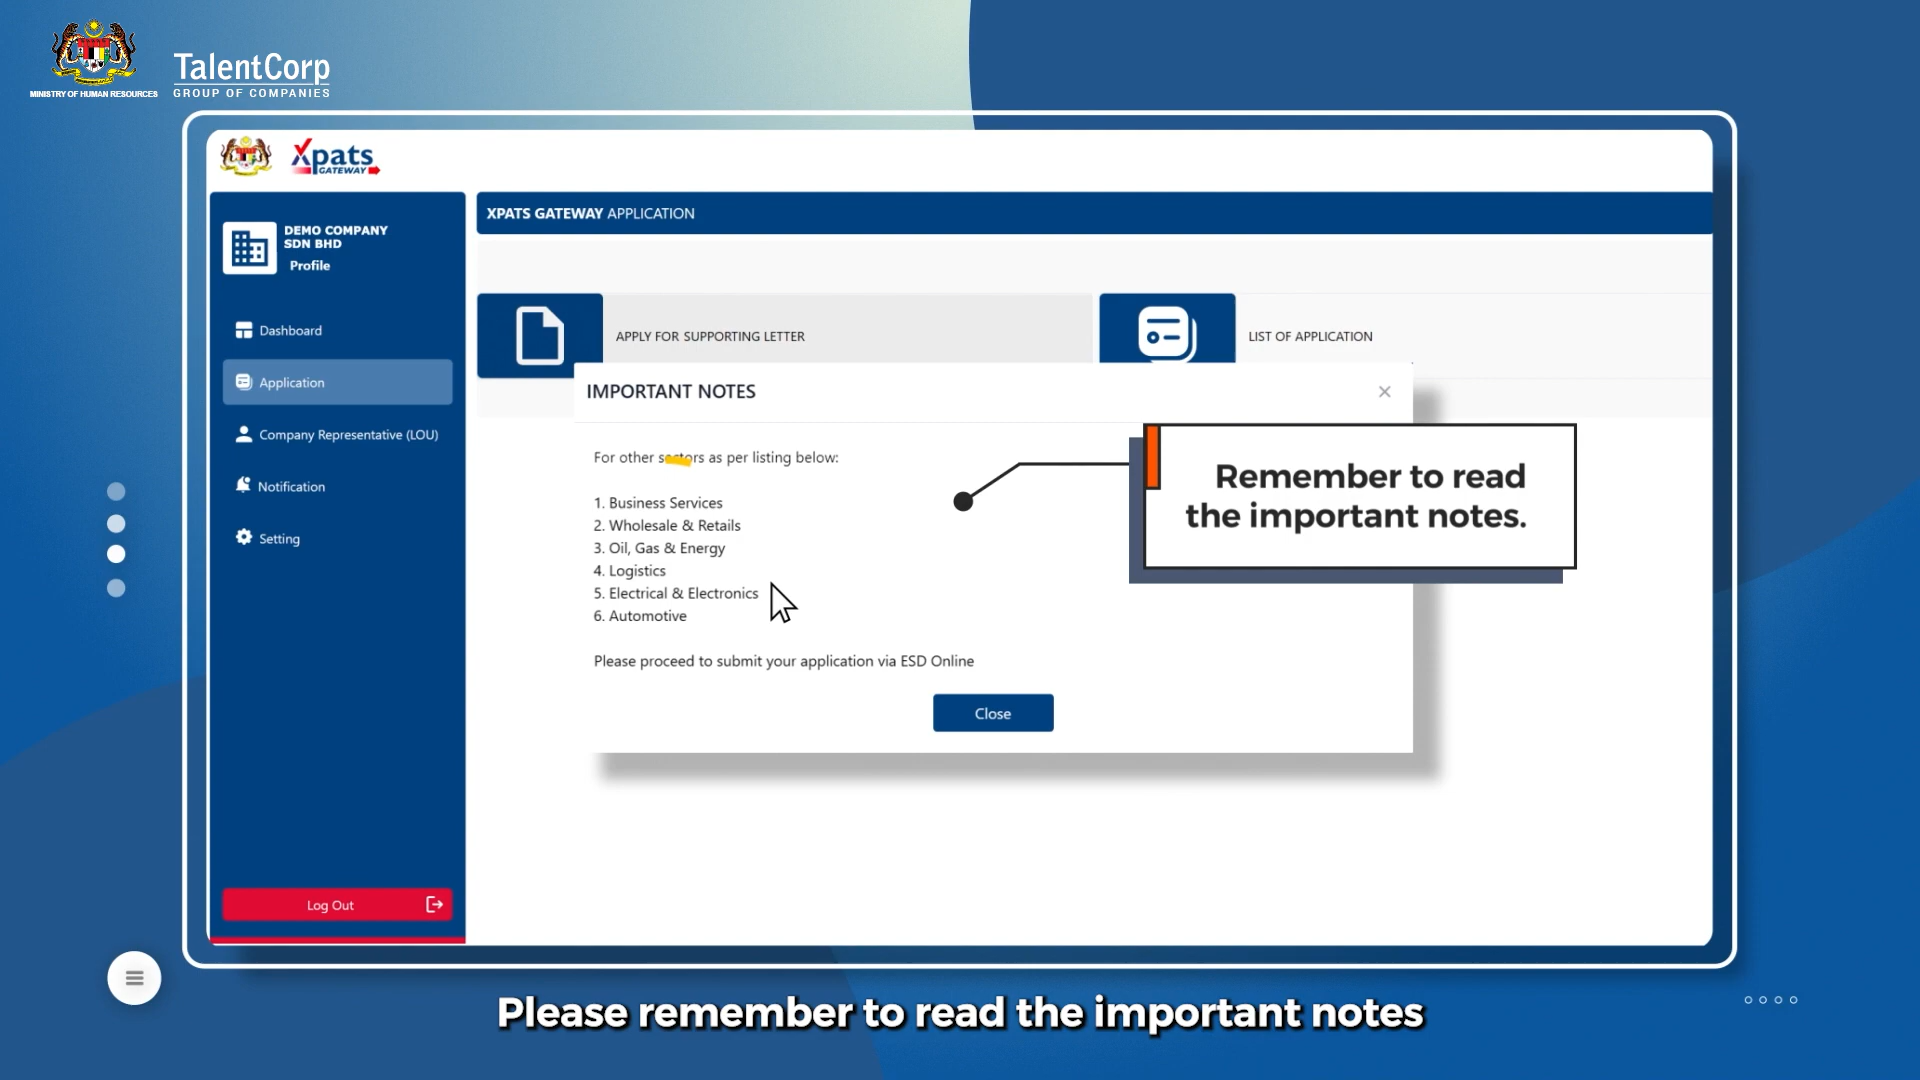 MINISTRY OF HUMAN RESOURCES
TalentCorp
GROUP OF COMPANIES
Xpats
GATEWAY
DEMO COMPANY
SDN BHD
Profile
Dashboard
Application
Company Representative (LOU)
Notification
Setting
Log Out
XPATS GATEWAY APPLICATION
APPLY FOR SUPPORTING LETTER
LIST OF APPLICATION
IMPORTANT NOTES
For other sectors as per listing below:
1. Business Services
2. Wholesale & Retails
3. Oil, Gas & Energy
4. Logistics
5. Electrical & Electronics
6. Automotive
Please proceed to submit your application via ESD Online
Close
Remember to read
the important notes.
Please remember to read the important notes